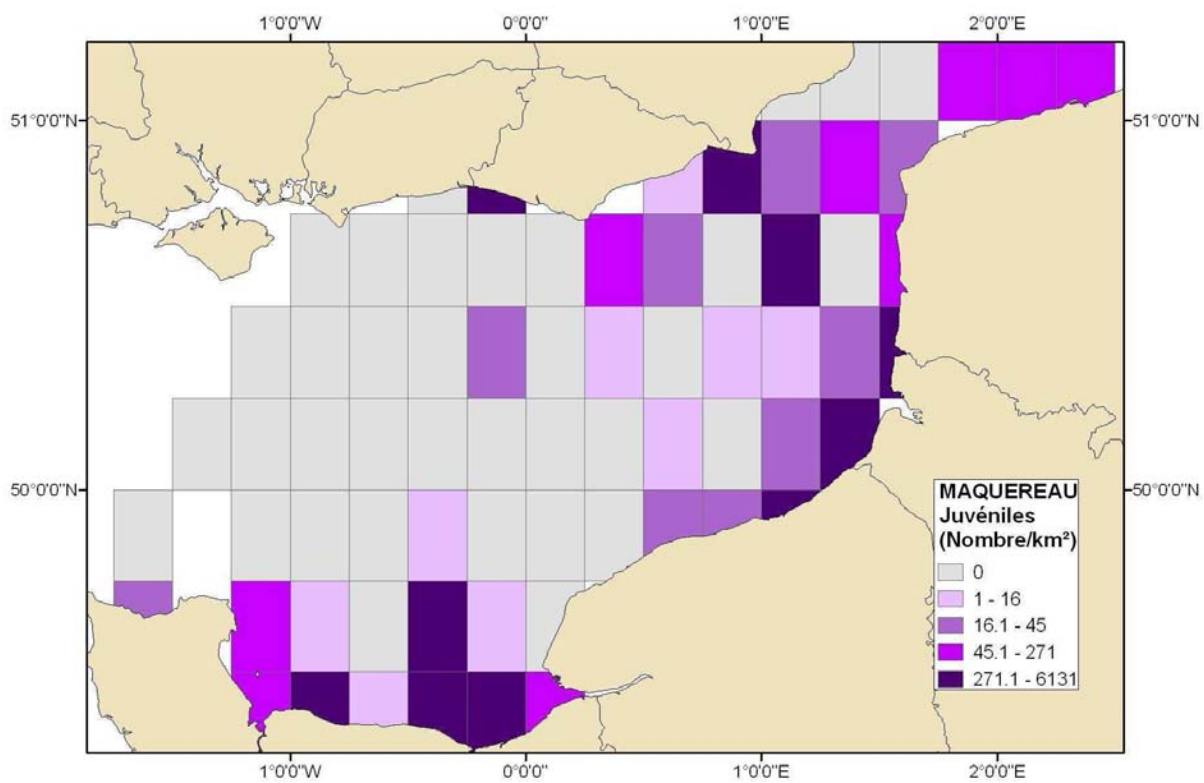 1°0'0"W 0°0'0" 1°0'0"E 2°0'0"E
51°0'0"N 51°0'0"N
50°0'0"N 50°0'0"N
MAQUEREAU
Juvéniles
(Nombre/km²)
0
1 - 16
16.1 - 45
45.1 - 271
271.1 - 6131
1°0'0"W 0°0'0" 1°0'0"E 2°0'0"E